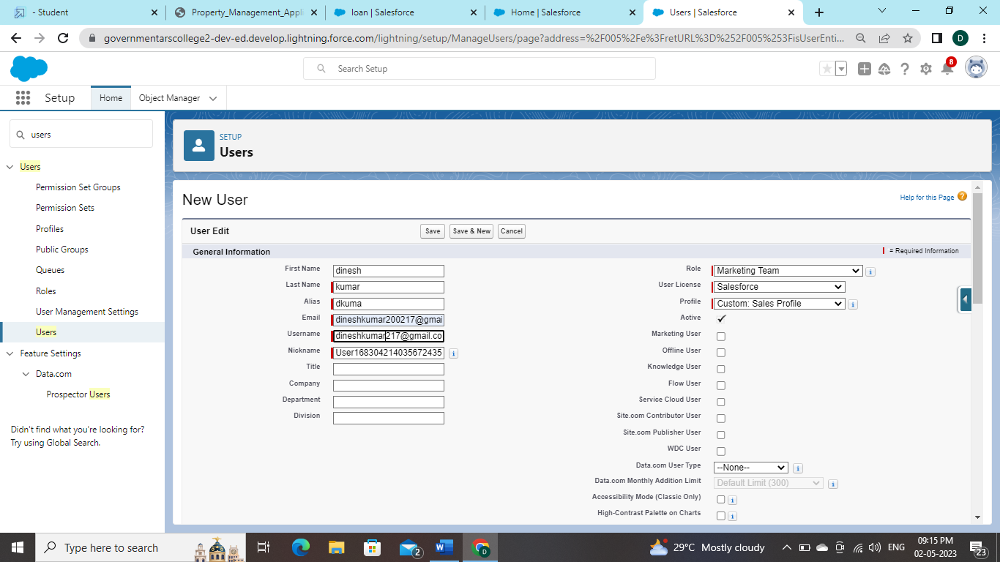 - Student
Property_Management_Appli
loan | Salesforce
Home | Salesforce
Users | Salesforce
governmentarscollege2-dev-ed.develop.lightning.force.com/lightning/setup/ManageUsers/page?address=%2F005%2Fe%3FretURL%3D%252F005%253FisUserEnti...
D
Search Setup
8
Setup
Home
Object Manager
users
Users
Permission Set Groups
Permission Sets
Profiles
Public Groups
Queues
Roles
User Management Settings
Users
Feature Settings
Data.com
Prospector Users
Didn't find what you're looking for?
Try using Global Search.
SETUP
Users
New User
Help for this Page ?
User Edit
Save
Save & New
Cancel
General Information
= Required Information
First Name
dinesh
Last Name
kumar
Alias
dkuma
Email
dineshkumar200217@gmai
Username
dineshkumar217@gmail.co
Nickname
User168304214035672435
i
Title
Company
Department
Division
Role
Marketing Team
i
User License
Salesforce
Profile
Custom: Sales Profile
i
Active
Marketing User
Offline User
Knowledge User
Flow User
Service Cloud User
Site.com Contributor User
Site.com Publisher User
WDC User
Data.com User Type
--None--
i
Data.com Monthly Addition Limit
Default Limit (300)
i
Accessibility Mode (Classic Only)
i
High-Contrast Palette on Charts
i
Type here to search
2
W
D
29°C Mostly cloudy
ENG
09:15 PM
02-05-2023
23